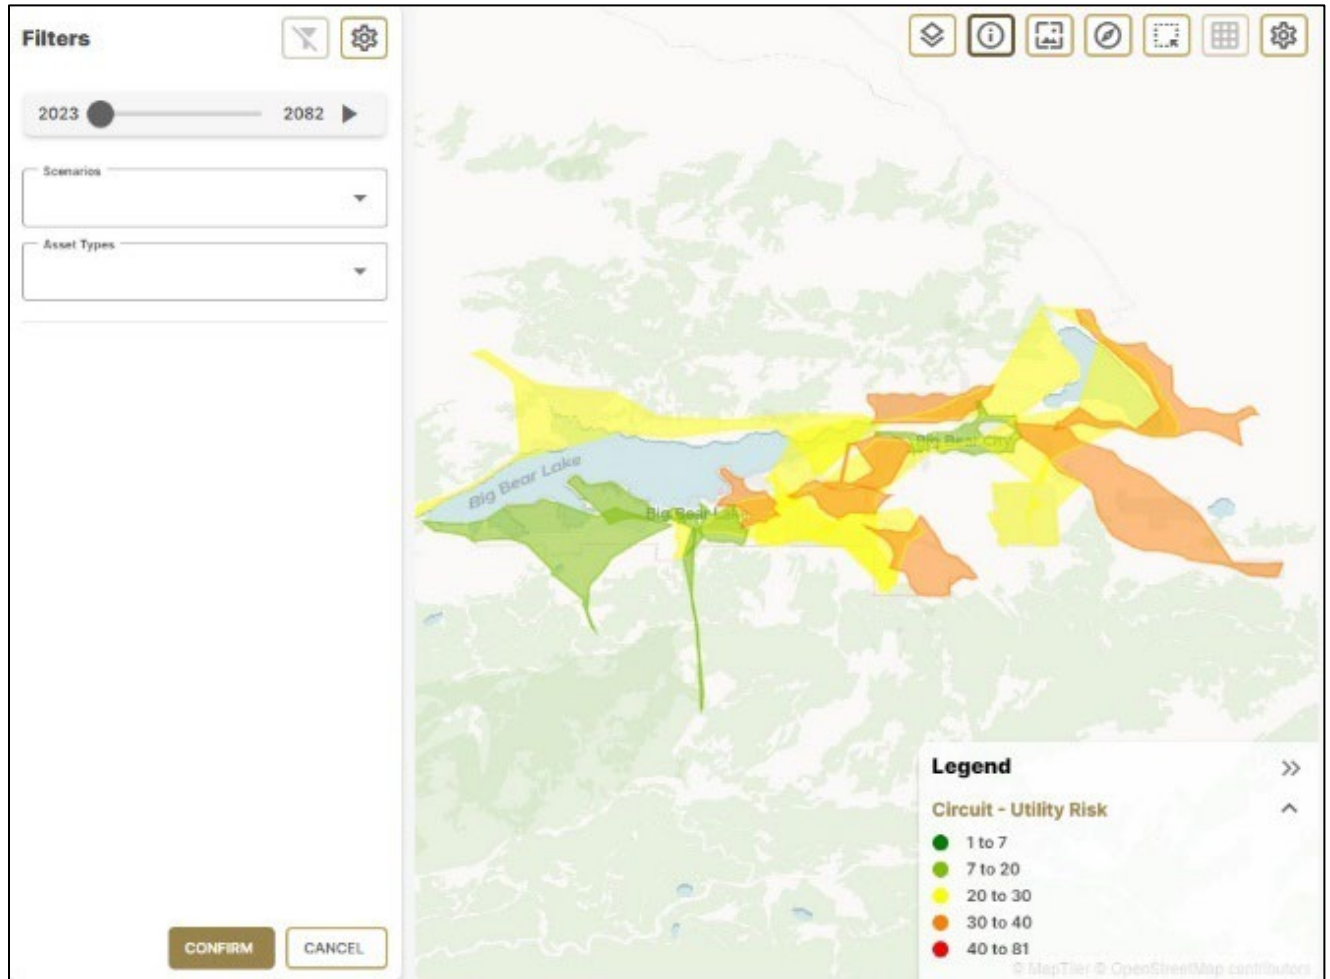 Filters
2023 2082
Scenarios
Asset Types
CONFIRM CANCEL
Big Bear Lake
Big Bear Lake
Big Bear City
Legend
Circuit - Utility Risk
1 to 7
7 to 20
20 to 30
30 to 40
40 to 81
© MapTiler © OpenStreetMap contributors